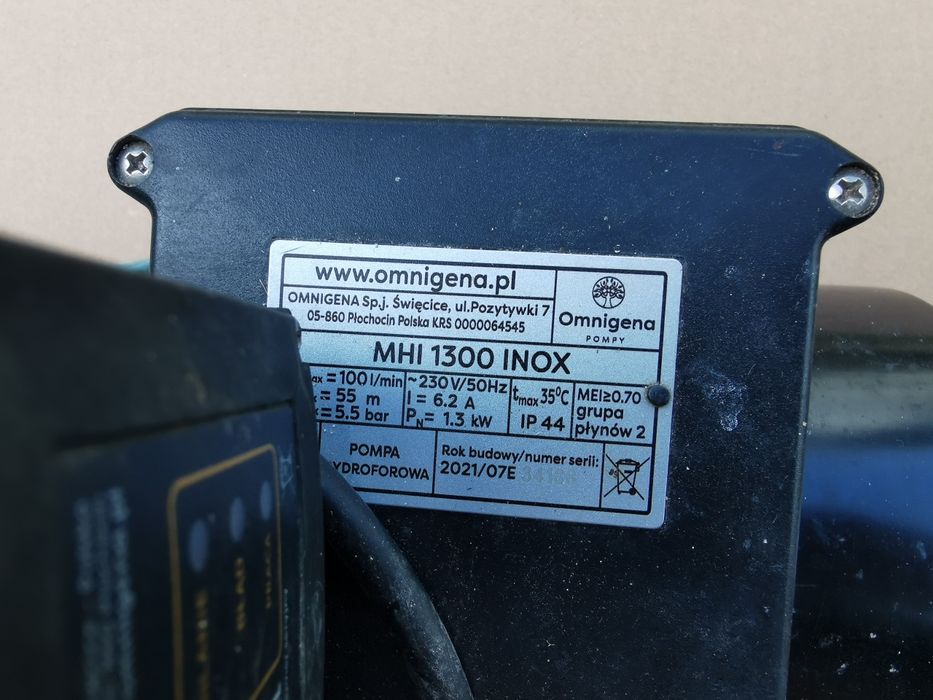 www.omnigena.pl
OMNIGENA Sp.j. Święcice, ul.Pozytywki 7
05-860 Płochocin Polska KRS 0000064545
Omnigena
POMPY
MHI 1300 INOX
= 100 l/min
= 55 m
= 5.5 bar
~230V/50Hz
I = 6.2 A
PN = 1.3 kW
tmax 35°C
IP 44
MEI≥0.70
grupa
płynów 2
POMPA
YDROFOROWA
Rok budowy/numer serii:
2021/07E
BŁĄD
PRACA